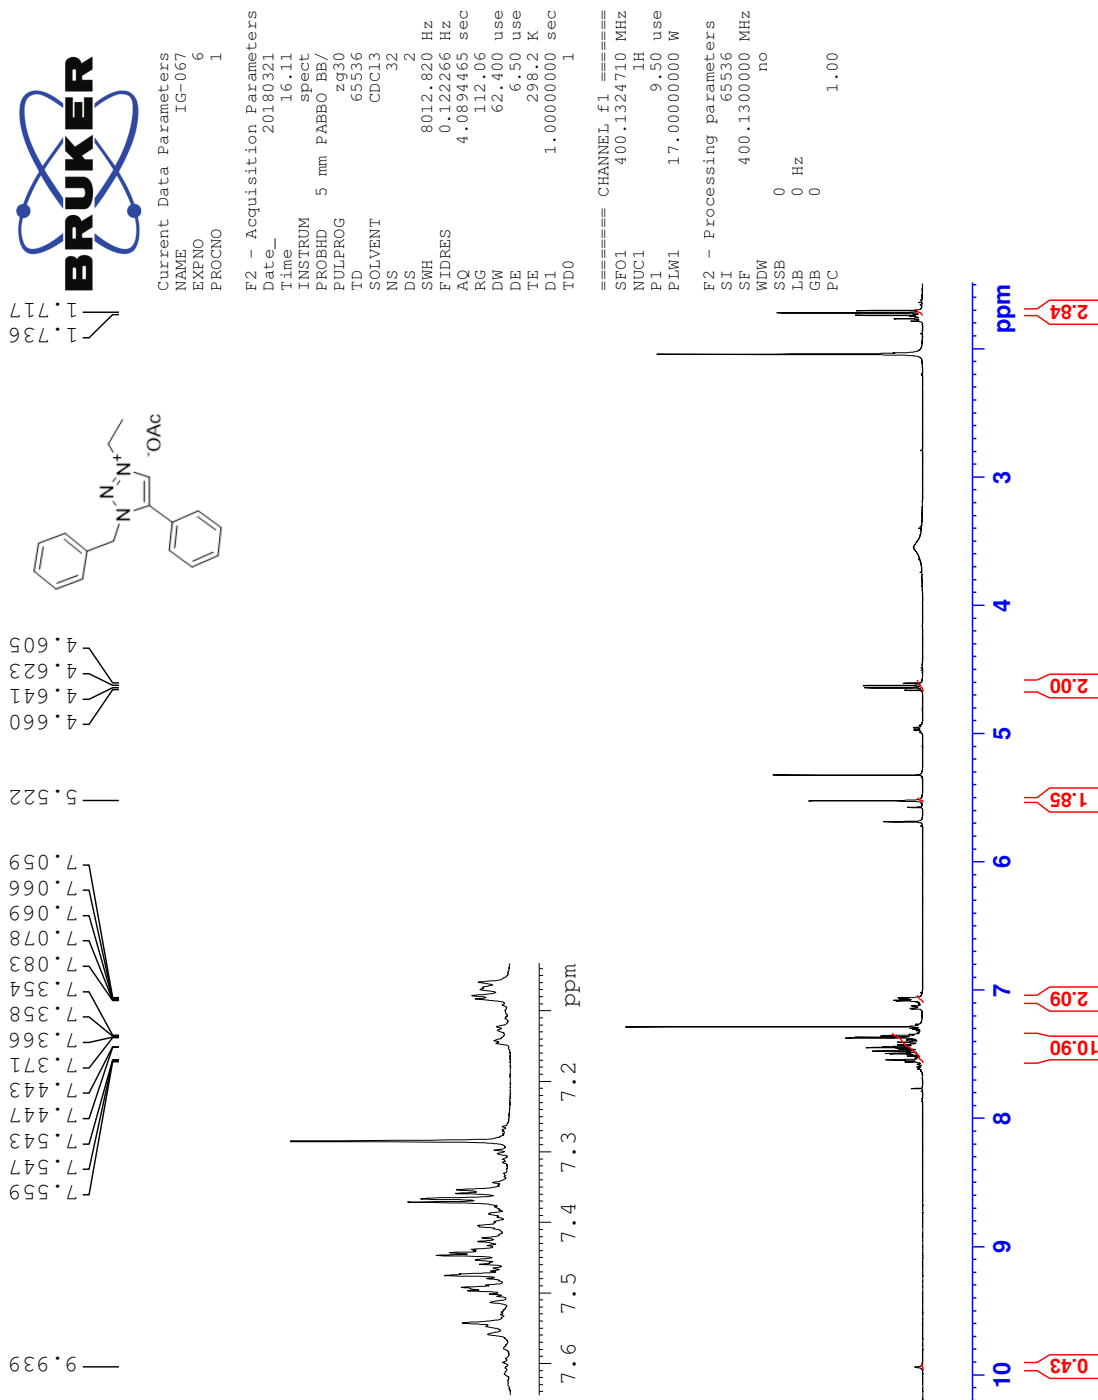 BRUKER
Current Data Parameters
NAME IG-067
EXPNO 6
PROCNO 1
F2 - Acquisition Parameters
Date_ 20180321
Time 16.11
INSTRUM spect
PROBHD 5 mm PABBO BB/
PULPROG zg30
TD 65536
SOLVENT CDCl3
NS 32
DS 2
SWH 8012.820 Hz
FIDRES 0.122266 Hz
AQ 4.0894465 sec
RG 112.06
DW 62.400 use
DE 6.50 use
TE 298.2 K
D1 1.00000000 sec
TD0 1
======== CHANNEL f1 ========
SFO1 400.1324710 MHz
NUC1 1H
P1 9.50 use
PLW1 17.00000000 W
F2 - Processing parameters
SI 65536
SF 400.1300000 MHz
WDW no
SSB 0
LB 0 Hz
GB 0
PC 1.00
9.939
7.559
7.547
7.543
7.447
7.443
7.371
7.366
7.358
7.354
7.083
7.078
7.069
7.066
7.059
5.522
4.660
4.641
4.623
4.605
1.736
1.717
N
N
N+
-OAc
7.6 7.5 7.4 7.3 7.2 ppm
10 9 8 7 6 5 4 3 ppm
0.43
10.90
2.09
1.85
2.00
2.84